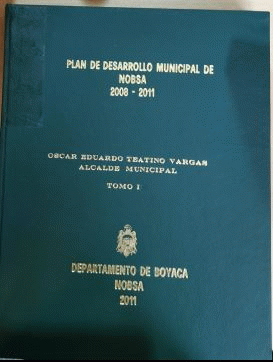 PLAN DE DESARROLLO MUNICIPAL DE
NOBSA
2008 - 2011
OSCAR EDUARDO TEATINO VARGAS
ALCALDE MUNICIPAL
TOMO I
DEPARTAMENTO DE BOYACA
NOBSA
2011